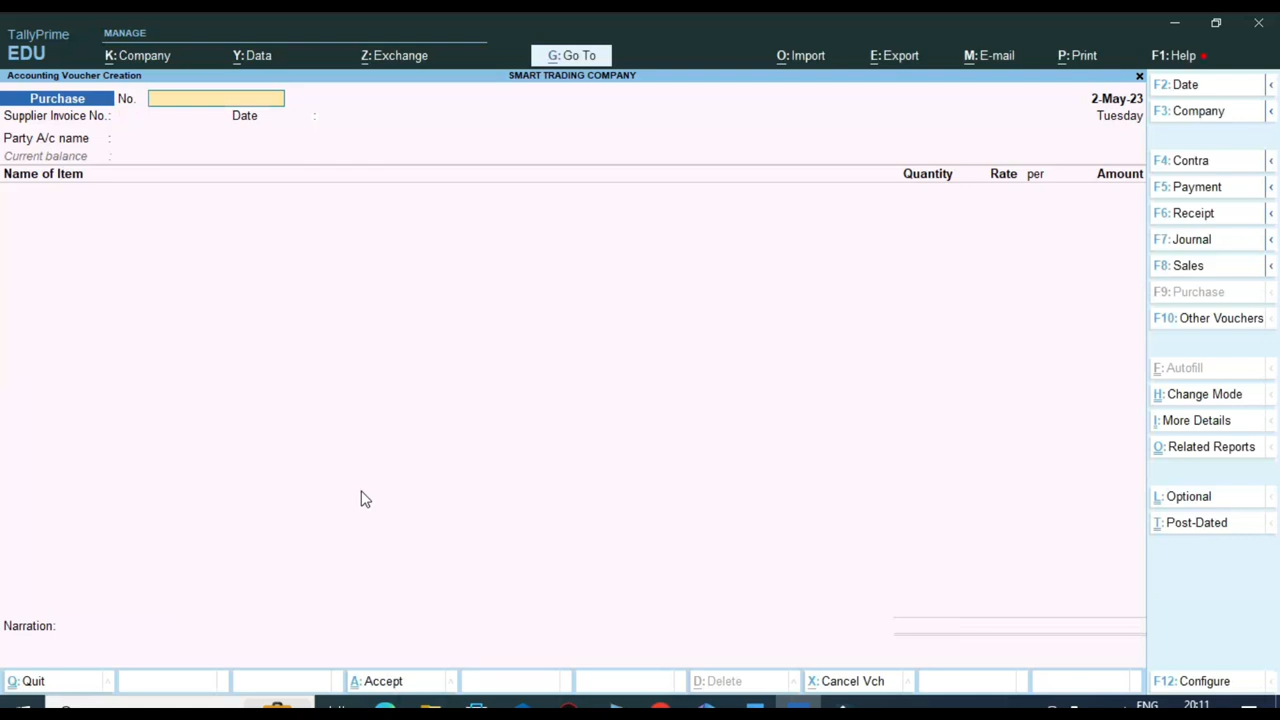 TallyPrime
MANAGE
EDU
K: Company
Y: Data
Z: Exchange
G: Go To
O: Import
E: Export
M: E-mail
P: Print
F1: Help
Accounting Voucher Creation
SMART TRADING COMPANY
Purchase No.
2-May-23
Supplier Invoice No.: Date :
Tuesday
Party A/c name :
Current balance :
Name of Item Quantity Rate per Amount
Narration:
F2: Date
F3: Company
F4: Contra
F5: Payment
F6: Receipt
F7: Journal
F8: Sales
F9: Purchase
F10: Other Vouchers
F: Autofill
H: Change Mode
I: More Details
O: Related Reports
L: Optional
T: Post-Dated
Q: Quit
A: Accept
D: Delete
X: Cancel Vch
F12: Configure
ENG
20:11